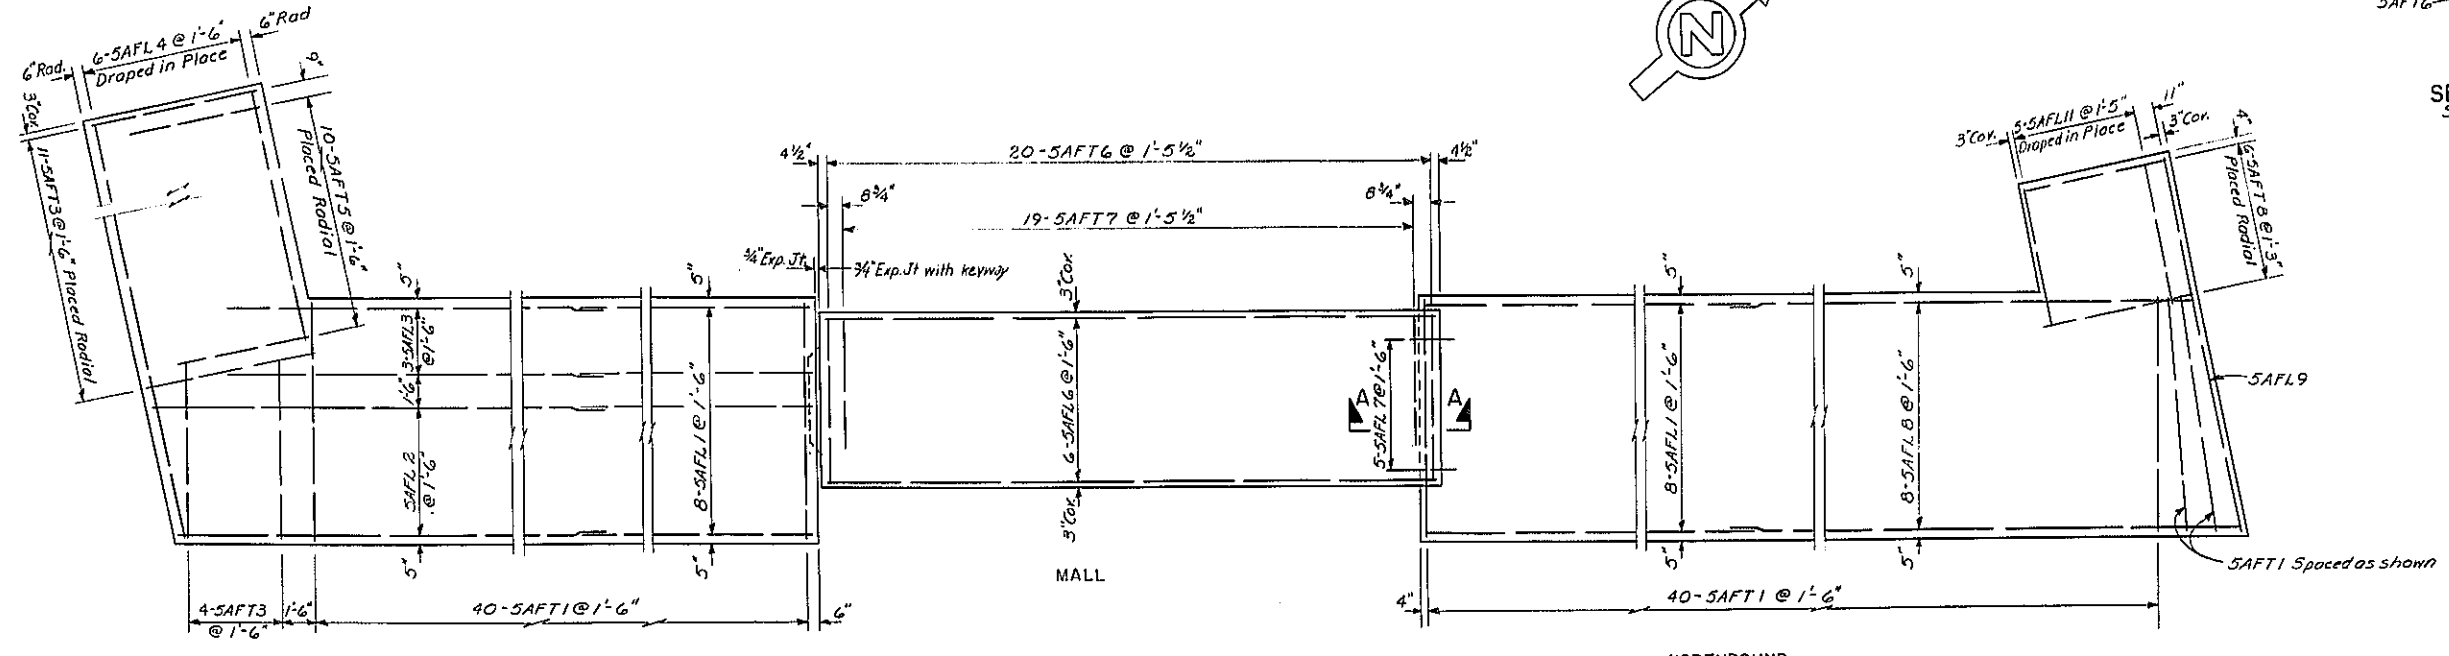 6" Rad
6-5AFL4 @ 1'-6"
Draped in Place
6" Rad.
3" Cov.
9"
10-5AFT5 @ 1'-6"
Placed Radial
11-5AFT3 @ 1'-6" Placed Radial
N
5AFT6
4½"
20-5AFT6 @ 1'-5½"
4½"
8¾"
8¾"
19-5AFT7 @ 1'-5½"
¾" Exp. Jt.
¾" Exp. Jt with keyway
3" Cov.
3" Cov.
5-5AFL11 @ 1'-5"
Draped in Place
11"
3" Cov.
4"
6-5AFT8 @ 1'-3"
Placed Radial
5"
5"
5"
5"
3-5AFL3
@ 1'-6"
1'-6"
5AFL2
@ 1'-6"
8-5AFL1 @ 1'-6"
6-5AFL6 @ 1'-6"
5-5AFL7 @ 1'-6"
A
A
8-5AFL1 @ 1'-6"
8-5AFL8 @ 1'-6"
5AFL9
5"
5"
3" Cov.
5"
5"
MALL
5AFT1 Spaced as shown
4-5AFT3
@ 1'-6"
1'-6"
40-5AFT1 @ 1'-6"
6"
4"
40-5AFT1 @ 1'-6"